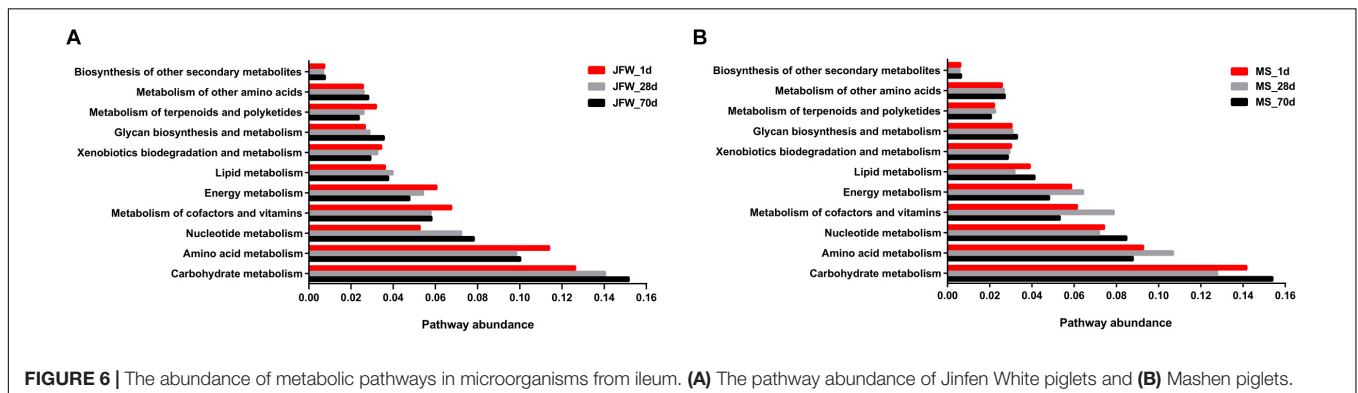 A
Biosynthesis of other secondary metabolites
Metabolism of other amino acids
Metabolism of terpenoids and polyketides
Glycan biosynthesis and metabolism
Xenobiotics biodegradation and metabolism
Lipid metabolism
Energy metabolism
Metabolism of cofactors and vitamins
Nucleotide metabolism
Amino acid metabolism
Carbohydrate metabolism
JFW_1d
JFW_28d
JFW_70d
0.00 0.02 0.04 0.06 0.08 0.10 0.12 0.14 0.16
Pathway abundance
B
Biosynthesis of other secondary metabolites
Metabolism of other amino acids
Metabolism of terpenoids and polyketides
Glycan biosynthesis and metabolism
Xenobiotics biodegradation and metabolism
Lipid metabolism
Energy metabolism
Metabolism of cofactors and vitamins
Nucleotide metabolism
Amino acid metabolism
Carbohydrate metabolism
MS_1d
MS_28d
MS_70d
0.00 0.02 0.04 0.06 0.08 0.10 0.12 0.14 0.16
Pathway abundance
FIGURE 6 | The abundance of metabolic pathways in microorganisms from ileum. (A) The pathway abundance of Jinfen White piglets and (B) Mashen piglets.